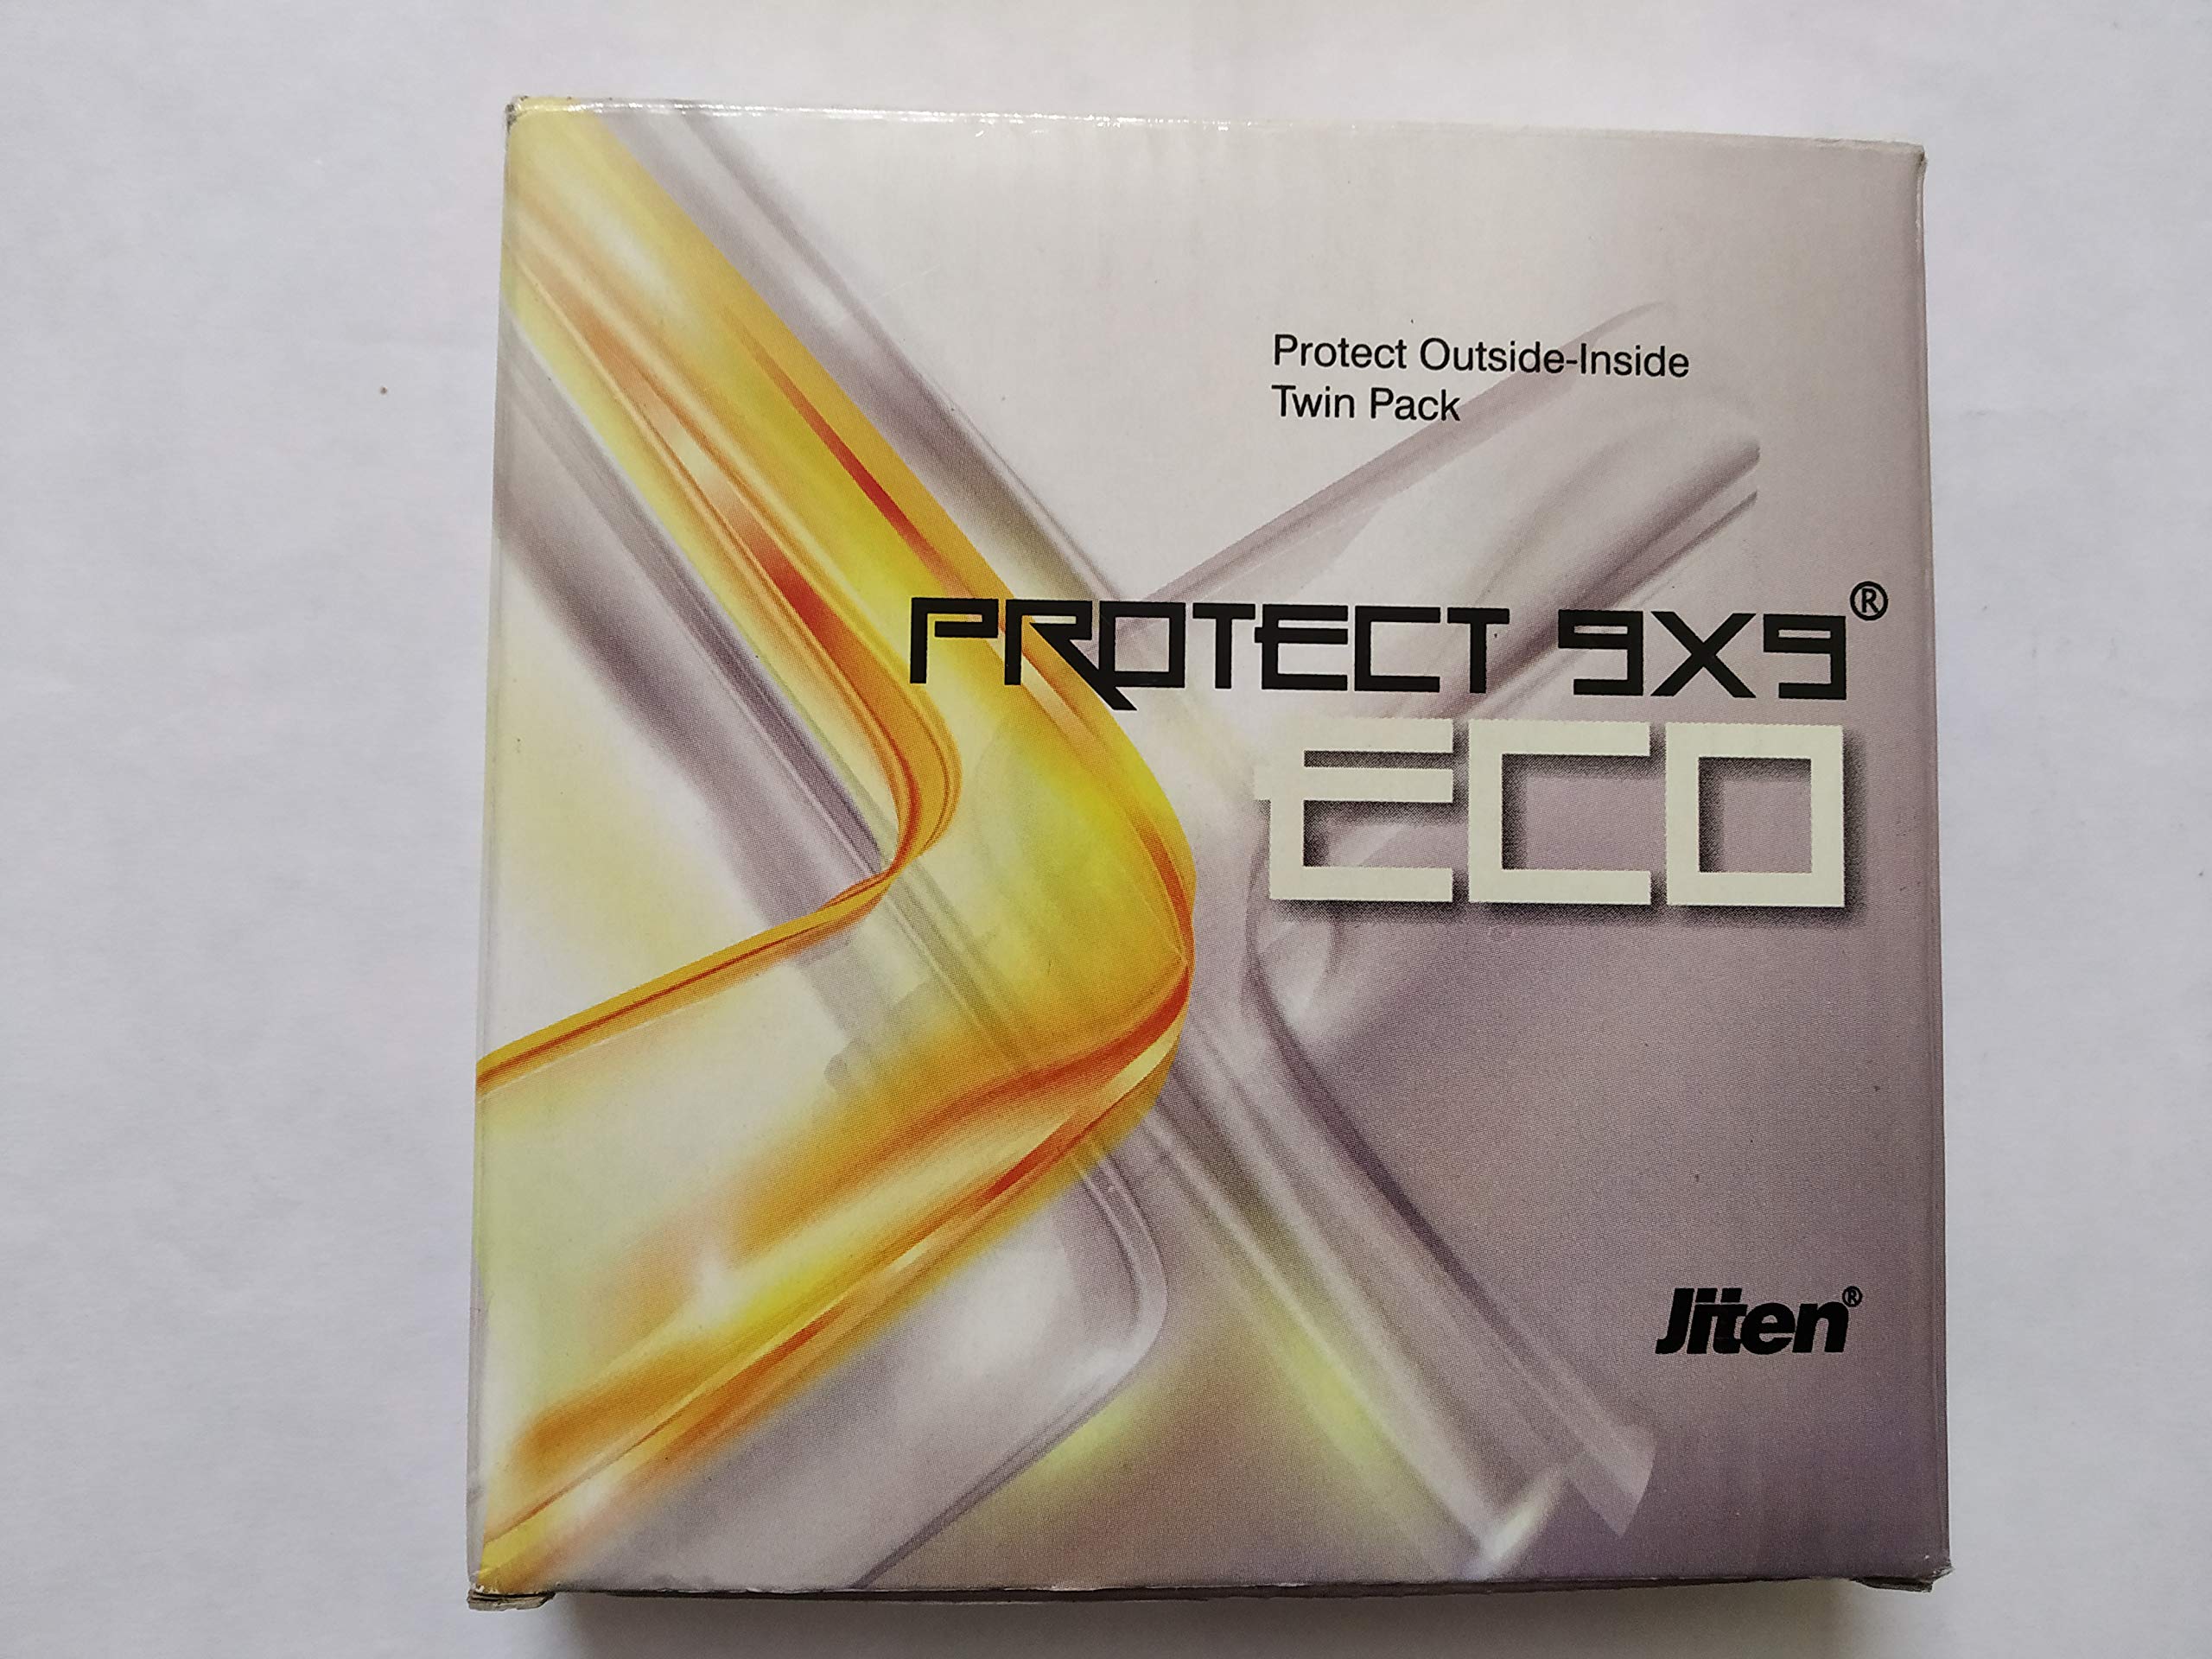 Protect Outside-Inside
Twin Pack
PROTECT 9X9®
ECO
Jiten®